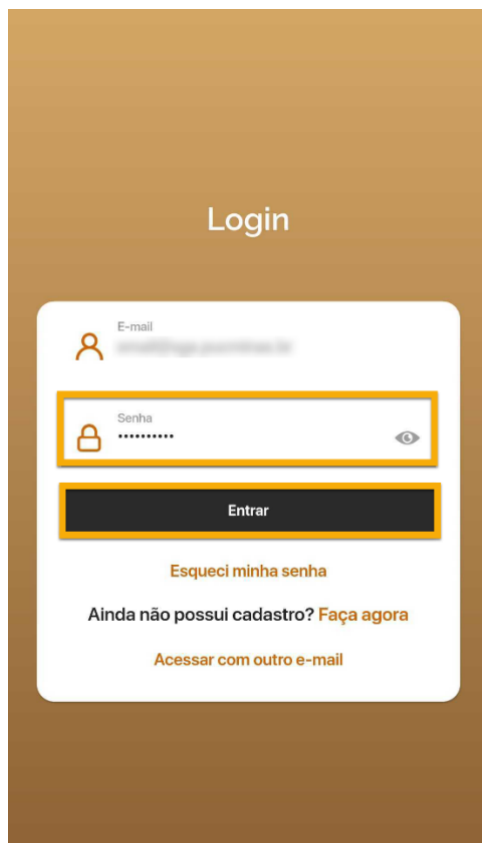 Login
E-mail
Senha
••••••••••
Entrar
Esqueci minha senha
Ainda não possui cadastro? Faça agora
Acessar com outro e-mail